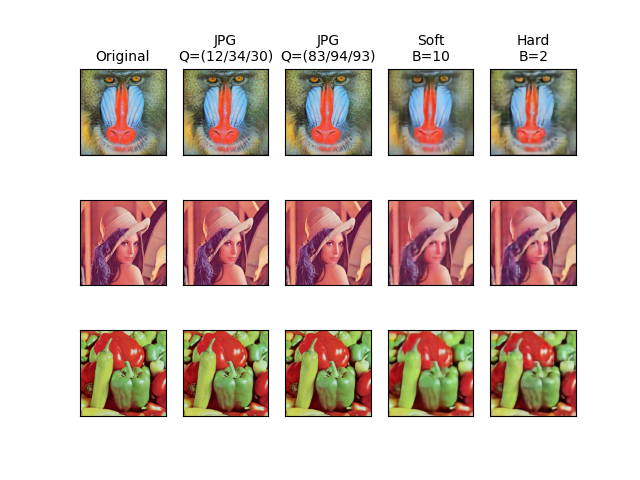 Original
JPG
Q=(12/34/30)
JPG
Q=(83/94/93)
Soft
B=10
Hard
B=2